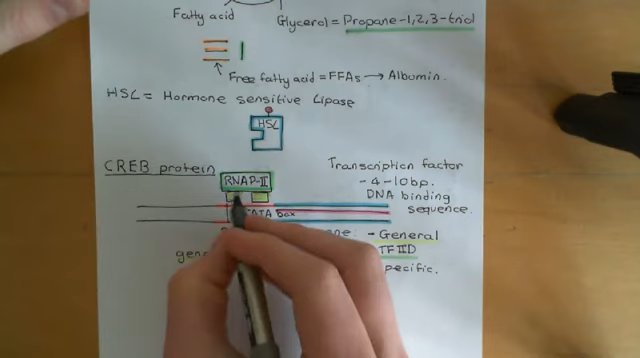 Fatty acid
Glycerol = Propane-1,2,3-triol
Free fatty acid = FFAs → Albumin.
HSL = Hormone sensitive Lipase
HSL
CREB protein
RNAP-II
Transcription factor
-4-10bp.
DNA binding
sequence.
TATA box
- General
TFIID